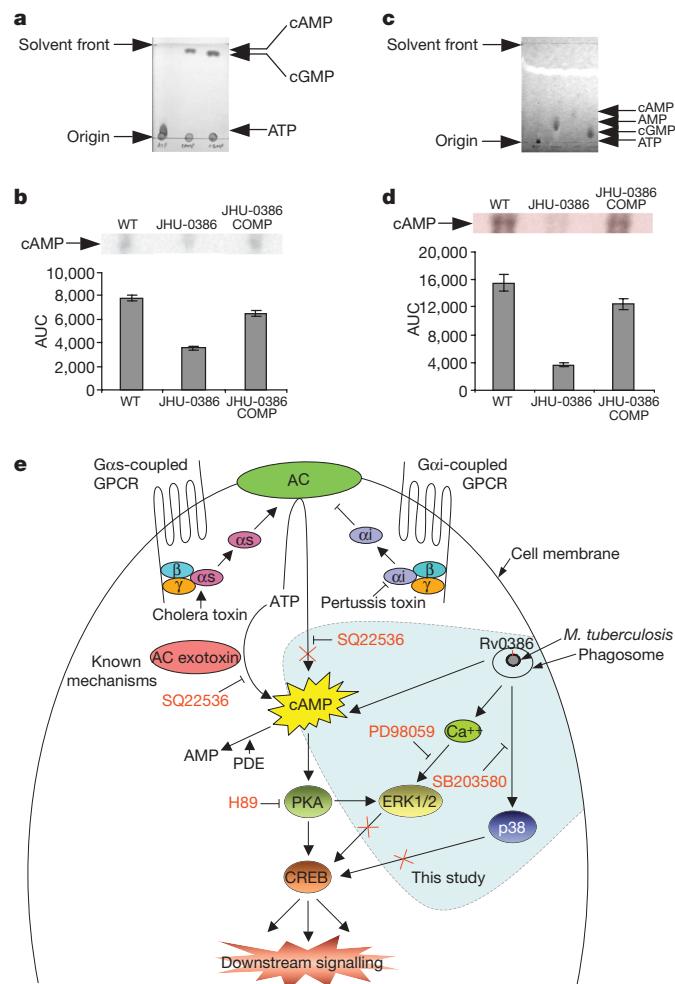 a
Solvent front
cAMP
cGMP
Origin
ATP
c
Solvent front
cAMP
AMP
cGMP
ATP
Origin
b
WT
JHU-0386
JHU-0386
COMP
cAMP
10,000
8,000
6,000
4,000
2,000
0
AUC
WT
JHU-0386
JHU-0386
COMP
d
WT
JHU-0386
JHU-0386
COMP
cAMP
20,000
16,000
12,000
8,000
4,000
0
AUC
WT
JHU-0386
JHU-0386
COMP
e
Gαs-coupled
GPCR
AC
Gαi-coupled
GPCR
αs
αi
β
γ
αs
αi
β
γ
Cell membrane
Cholera toxin
ATP
Pertussis toxin
SQ22536
Rv0386
M. tuberculosis
Phagosome
Known
mechanisms
AC exotoxin
SQ22536
cAMP
PD98059
Ca++
AMP
PDE
SB203580
H89
PKA
ERK1/2
p38
CREB
This study
Downstream signalling